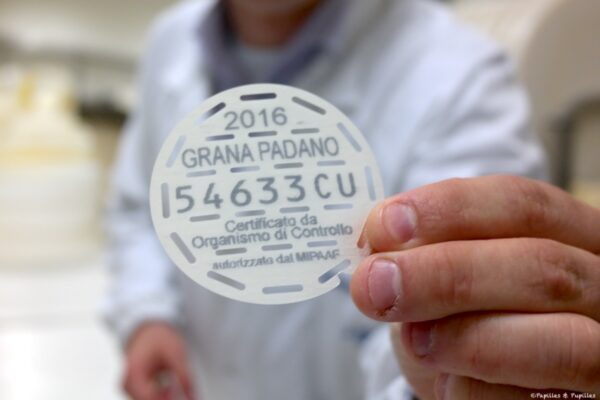 2016
GRANA PADANO
54633CU
Certificato da
Organismo di Controllo
autorizzato dal MIPAAF
©Papilles & Pupilles